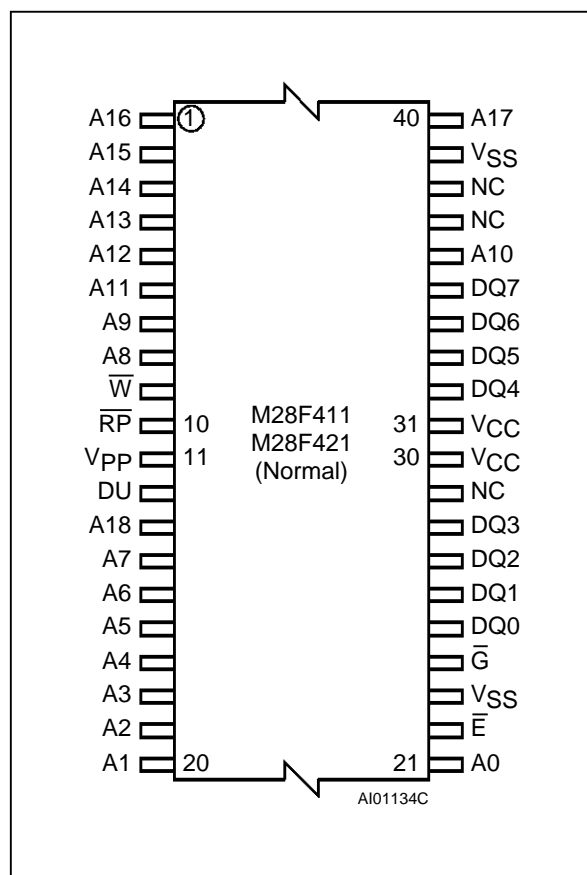 A16 1 40 A17
A15 VSS
A14 NC
A13 NC
A12 A10
A11 DQ7
A9 DQ6
A8 DQ5
W̅ DQ4
R̅P̅ 10 M28F411 31 VCC
VPP 11 M28F421 30 VCC
DU (Normal) NC
A18 DQ3
A7 DQ2
A6 DQ1
A5 DQ0
A4 G̅
A3 VSS
A2 E̅
A1 20 21 A0
AI01134C